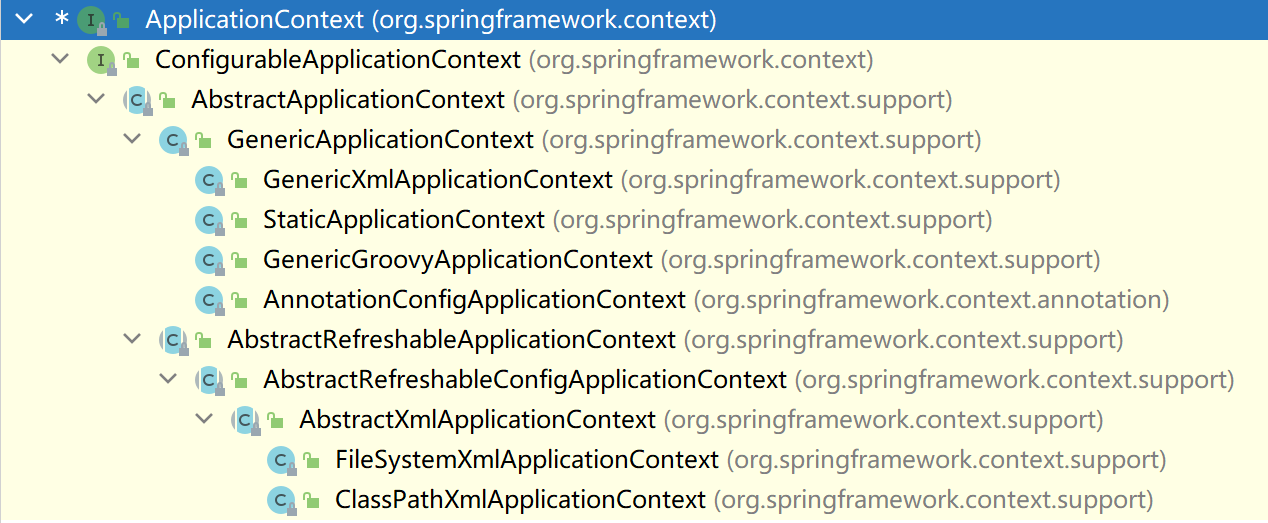 * I ApplicationContext (org.springframework.context)
I ConfigurableApplicationContext (org.springframework.context)
C AbstractApplicationContext (org.springframework.context.support)
C GenericApplicationContext (org.springframework.context.support)
C GenericXmlApplicationContext (org.springframework.context.support)
C StaticApplicationContext (org.springframework.context.support)
C GenericGroovyApplicationContext (org.springframework.context.support)
C AnnotationConfigApplicationContext (org.springframework.context.annotation)
C AbstractRefreshableApplicationContext (org.springframework.context.support)
C AbstractRefreshableConfigApplicationContext (org.springframework.context.support)
C AbstractXmlApplicationContext (org.springframework.context.support)
C FileSystemXmlApplicationContext (org.springframework.context.support)
C ClassPathXmlApplicationContext (org.springframework.context.support)